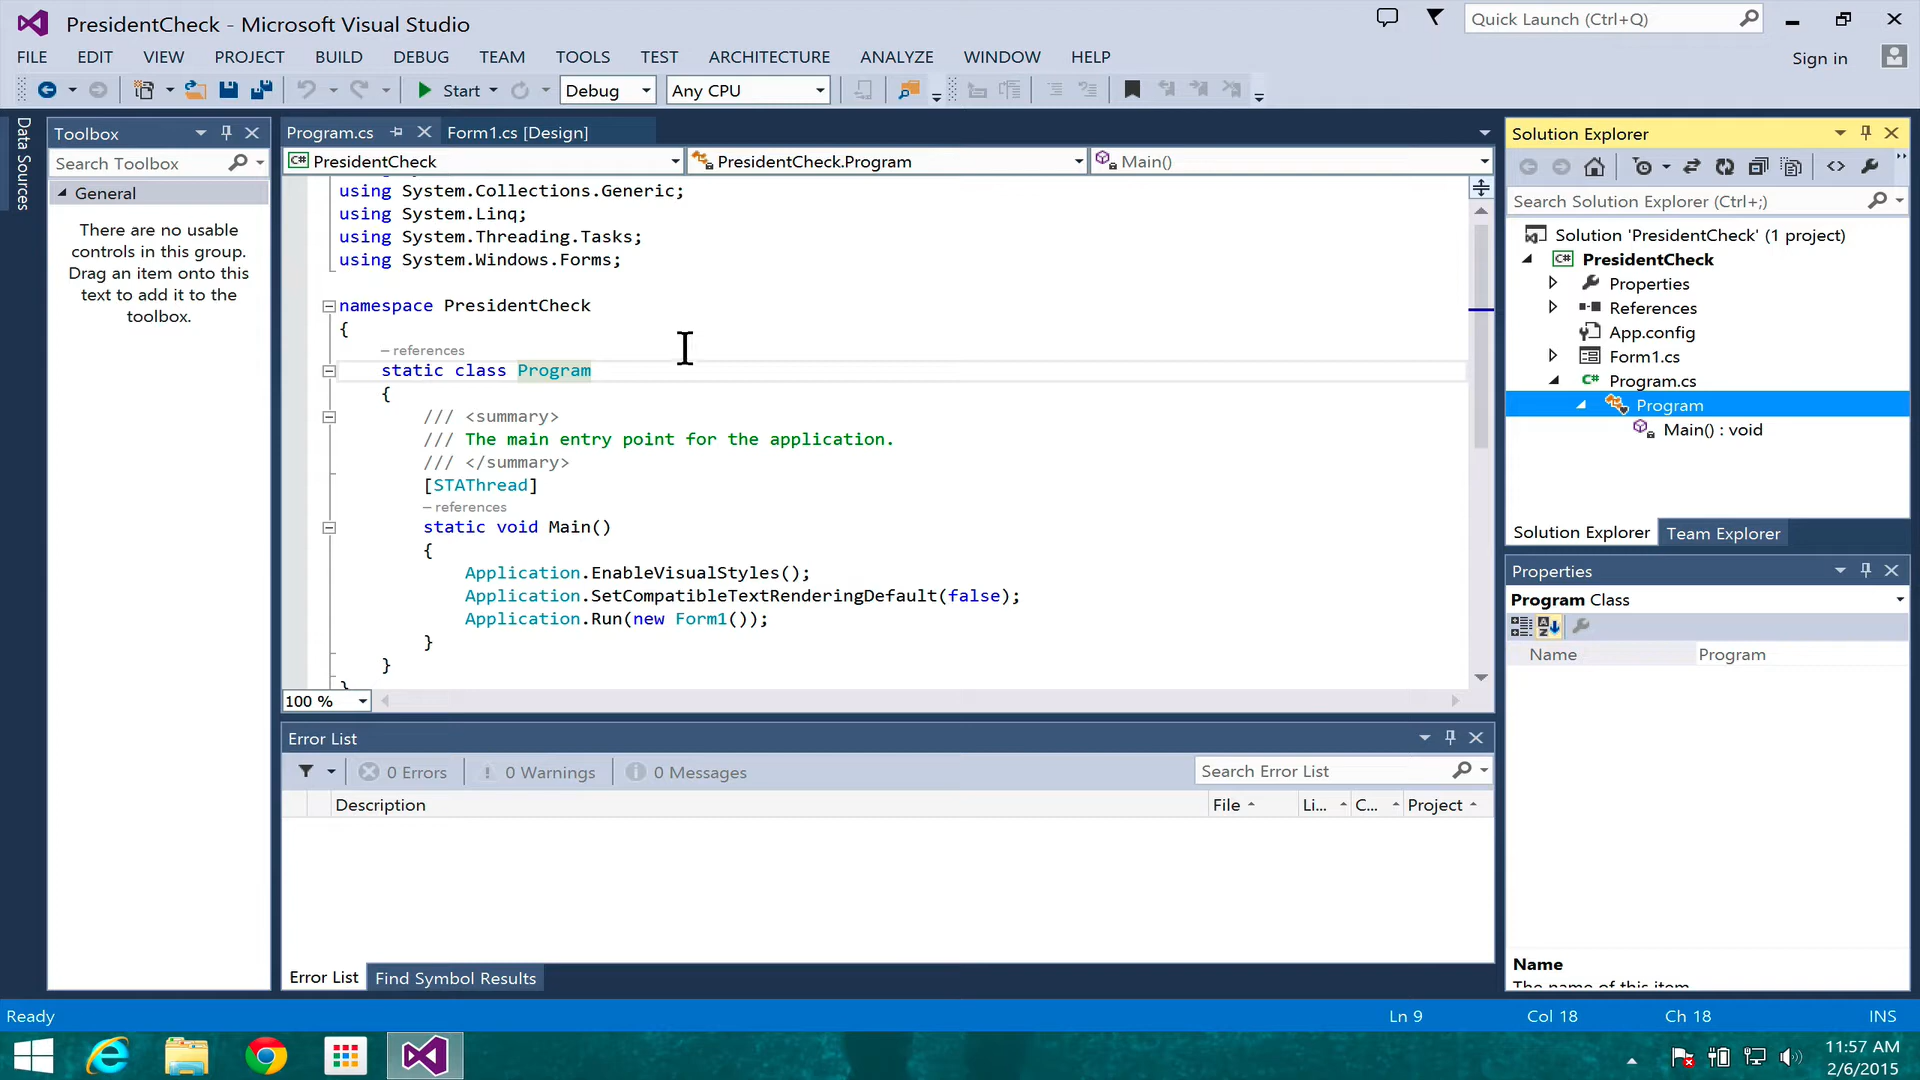 PresidentCheck - Microsoft Visual Studio
Quick Launch (Ctrl+Q)
FILE EDIT VIEW PROJECT BUILD DEBUG TEAM TOOLS TEST ARCHITECTURE ANALYZE WINDOW HELP
Sign in
Start
Debug
Any CPU
Data Sources
Toolbox
Search Toolbox
General
There are no usable
controls in this group.
Drag an item onto this
text to add it to the
toolbox.
Program.cs
Form1.cs [Design]
C# PresidentCheck
PresidentCheck.Program
Main()
using System.Collections.Generic;
using System.Linq;
using System.Threading.Tasks;
using System.Windows.Forms;
namespace PresidentCheck
{
– references
static class Program
{
/// <summary>
/// The main entry point for the application.
/// </summary>
[STAThread]
– references
static void Main()
{
Application.EnableVisualStyles();
Application.SetCompatibleTextRenderingDefault(false);
Application.Run(new Form1());
}
}
100 %
Error List
0 Errors
0 Warnings
0 Messages
Search Error List
Description
File
Li...
C...
Project
Error List
Find Symbol Results
Solution Explorer
Search Solution Explorer (Ctrl+;)
Solution 'PresidentCheck' (1 project)
C# PresidentCheck
Properties
References
App.config
Form1.cs
C# Program.cs
Program
Main() : void
Solution Explorer
Team Explorer
Properties
Program Class
Name Program
Name
The name of this item
Ready
Ln 9
Col 18
Ch 18
INS
11:57 AM
2/6/2015